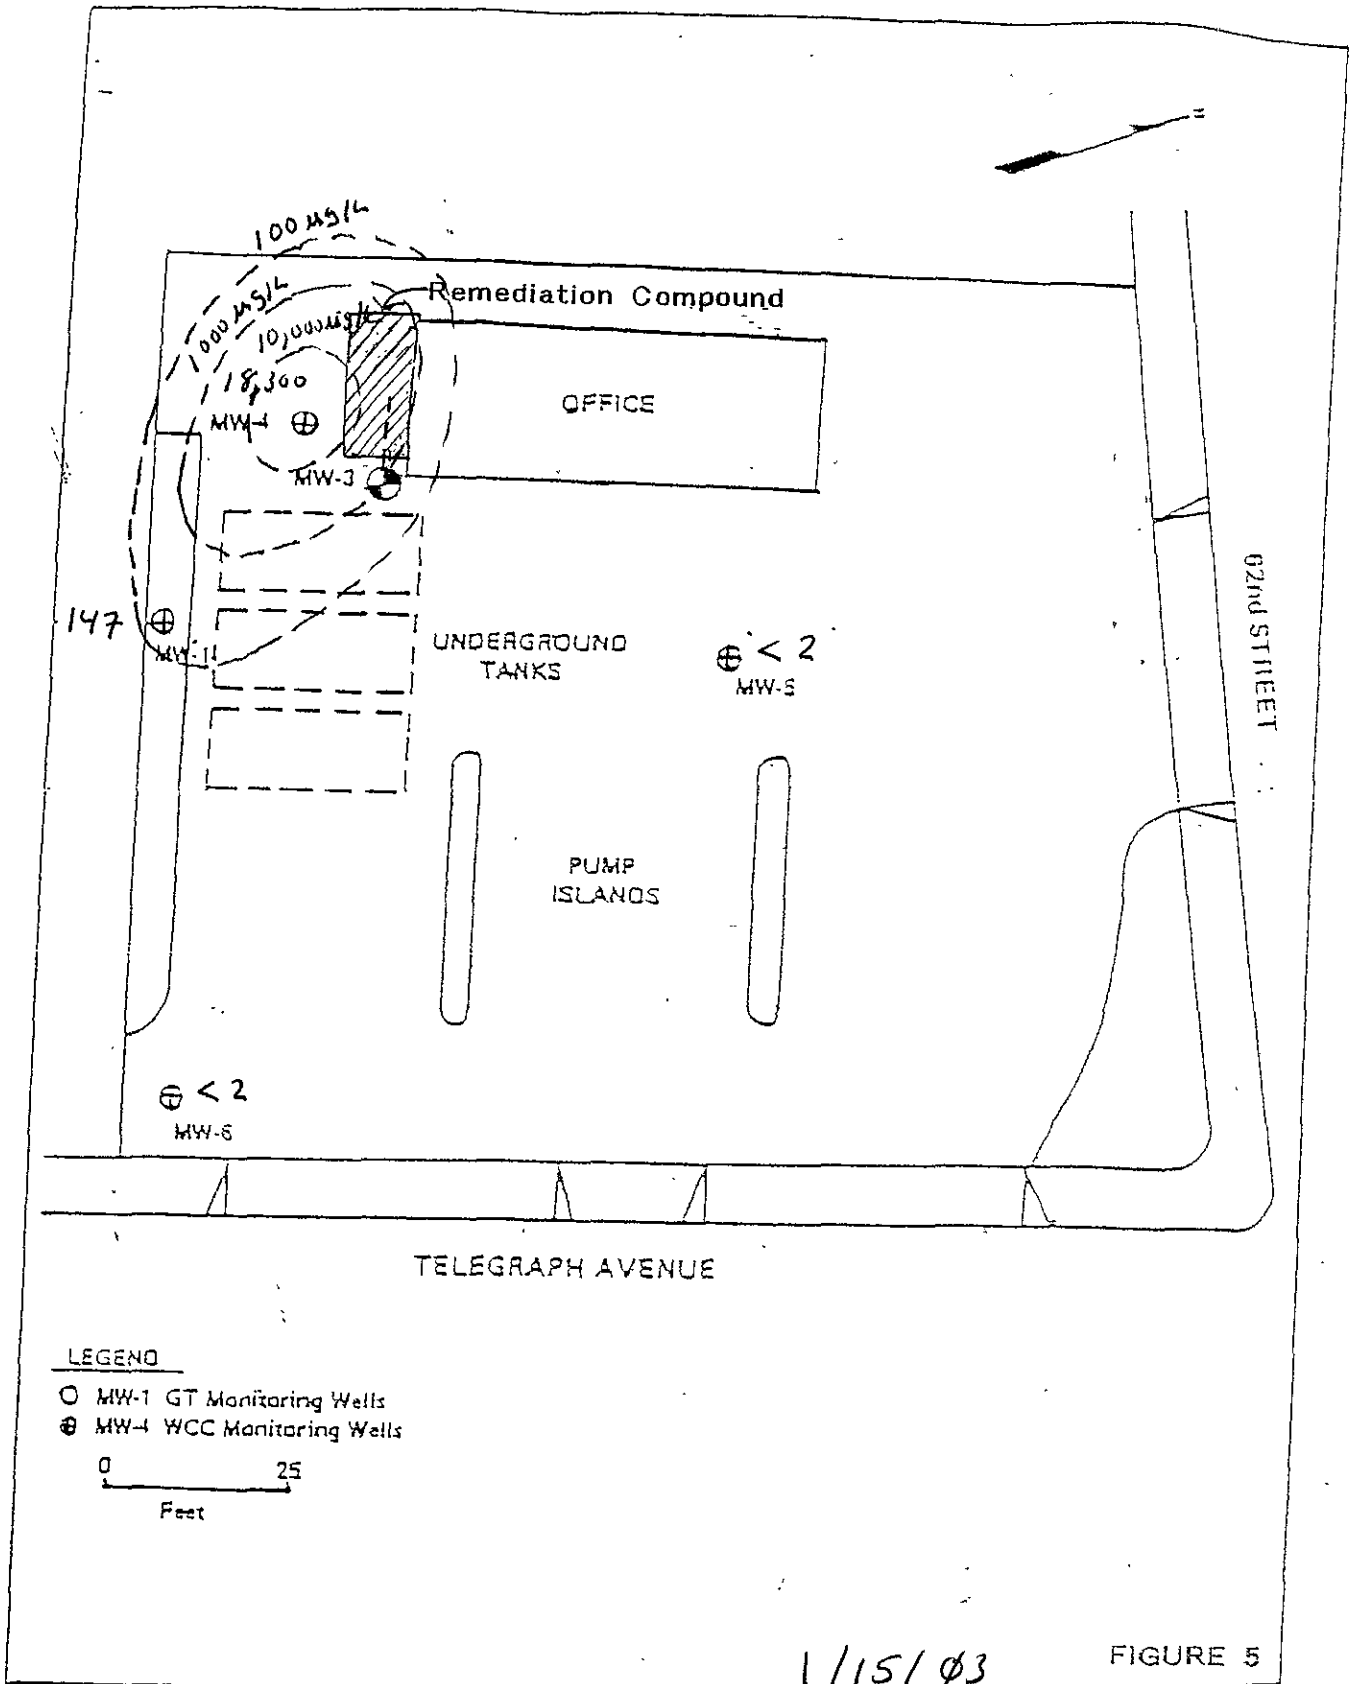 100 µg/L
1,000 µg/L
Remediation Compound
10,000 µg/L
18,300
OFFICE
MW-4
MW-3
62nd STREET
147
MW-1
UNDERGROUND
TANKS
< 2
MW-5
PUMP
ISLANDS
< 2
MW-6
TELEGRAPH AVENUE
LEGEND
MW-1 GT Monitoring Wells
MW-4 WCC Monitoring Wells
0 25
Feet
1/15/03
FIGURE 5